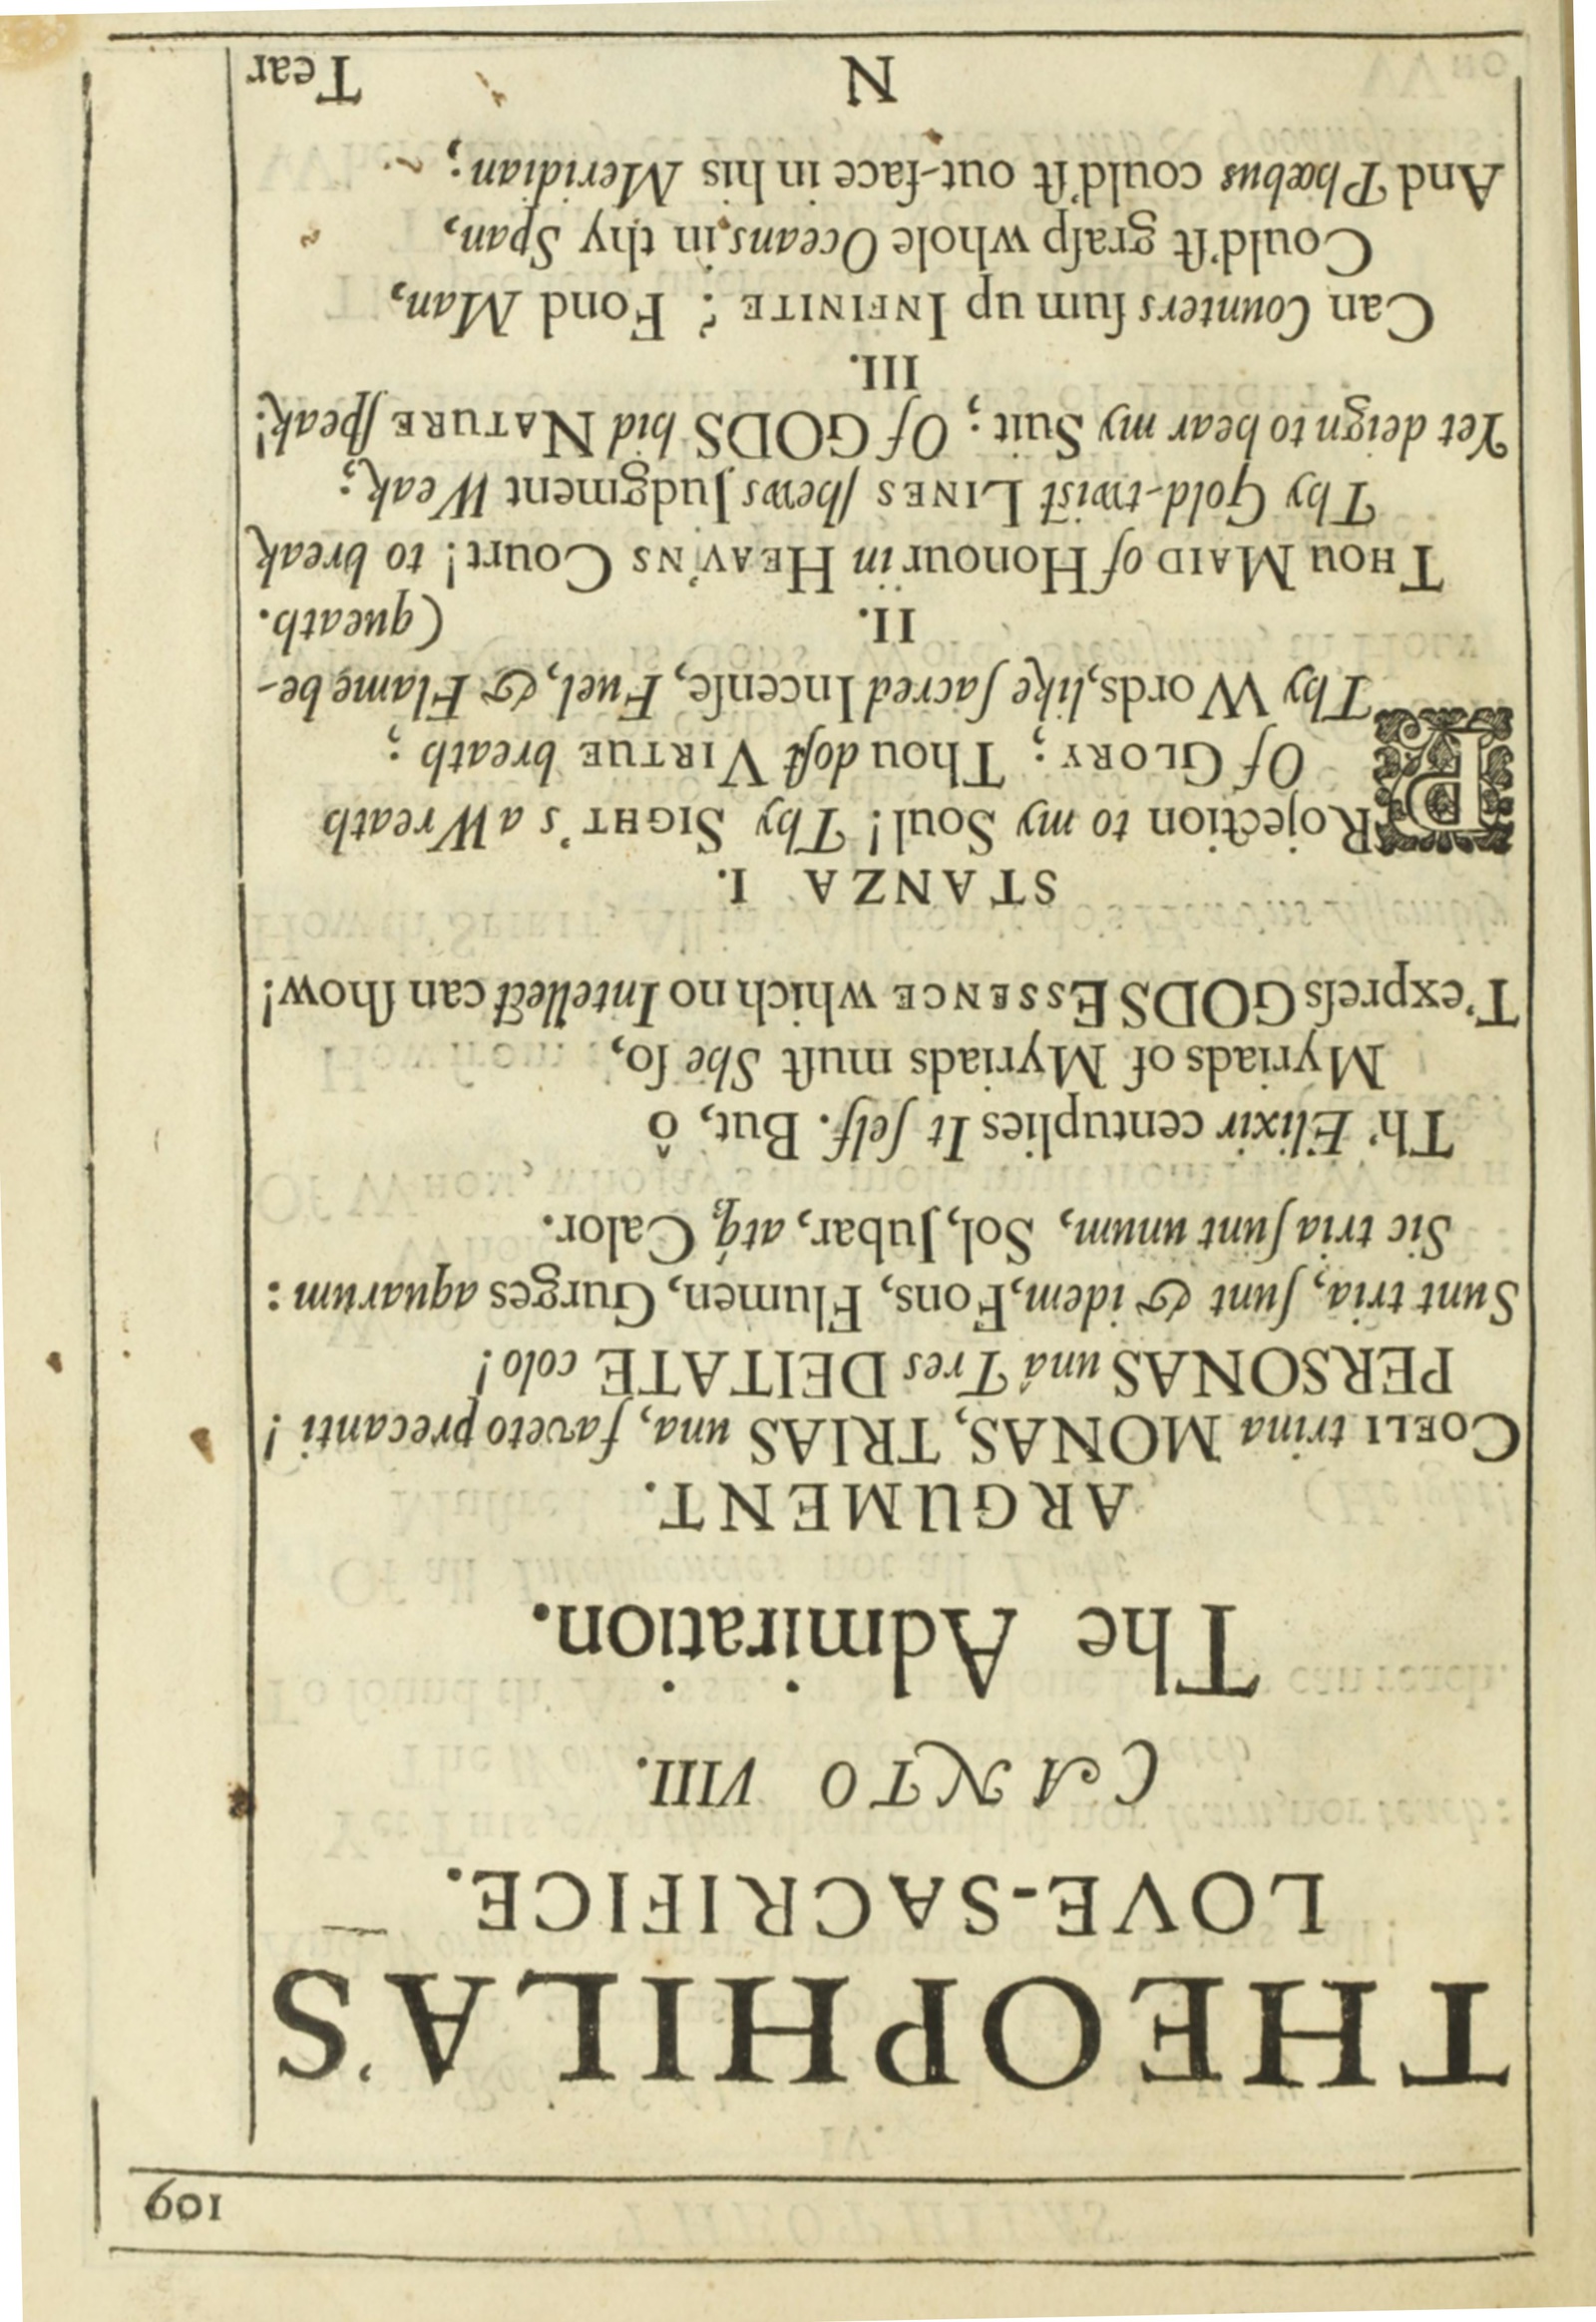 109
THEOPHILA'S
LOVE-SACRIFICE.
CANTO VIII.
The Admiration.
ARGUMENT.
COELI trina MONAS, TRIAS una, faveto precanti!
PERSONAS unâ Tres DEITATE colo!
Sunt tria, ſunt & idem, Fons, Flumen, Gurges aquarum:
Sic tria ſunt unum, Sol, Jubar, atq́; Calor.
Th' Elixir centuplies It ſelf. But, ô
Myriads of Myriads muſt She ſo,
T'expreſs GODS ESSENCE which no Intellect can ſhow!
STANZA I.
PRojection to my Soul! Thy SIGHT's a Wreath
Of GLORY; Thou doſt VIRTUE breath;
Thy Words, like ſacred Incenſe, Fuel, & Flame be-
II. (queath.
THOU MAID of Honour in HEAV'NS Court! to break
Thy Gold-twiſt LINES ſhews Judgment Weak;
Yet deign to hear my Suit; Of GODS bid NATURE ſpeak!
III.
Can Counters ſum up INFINITE? Fond Man,
Could'ſt graſp whole Oceans in thy Span,
And Phœbus could'ſt out-face in his Meridian;
N Tear